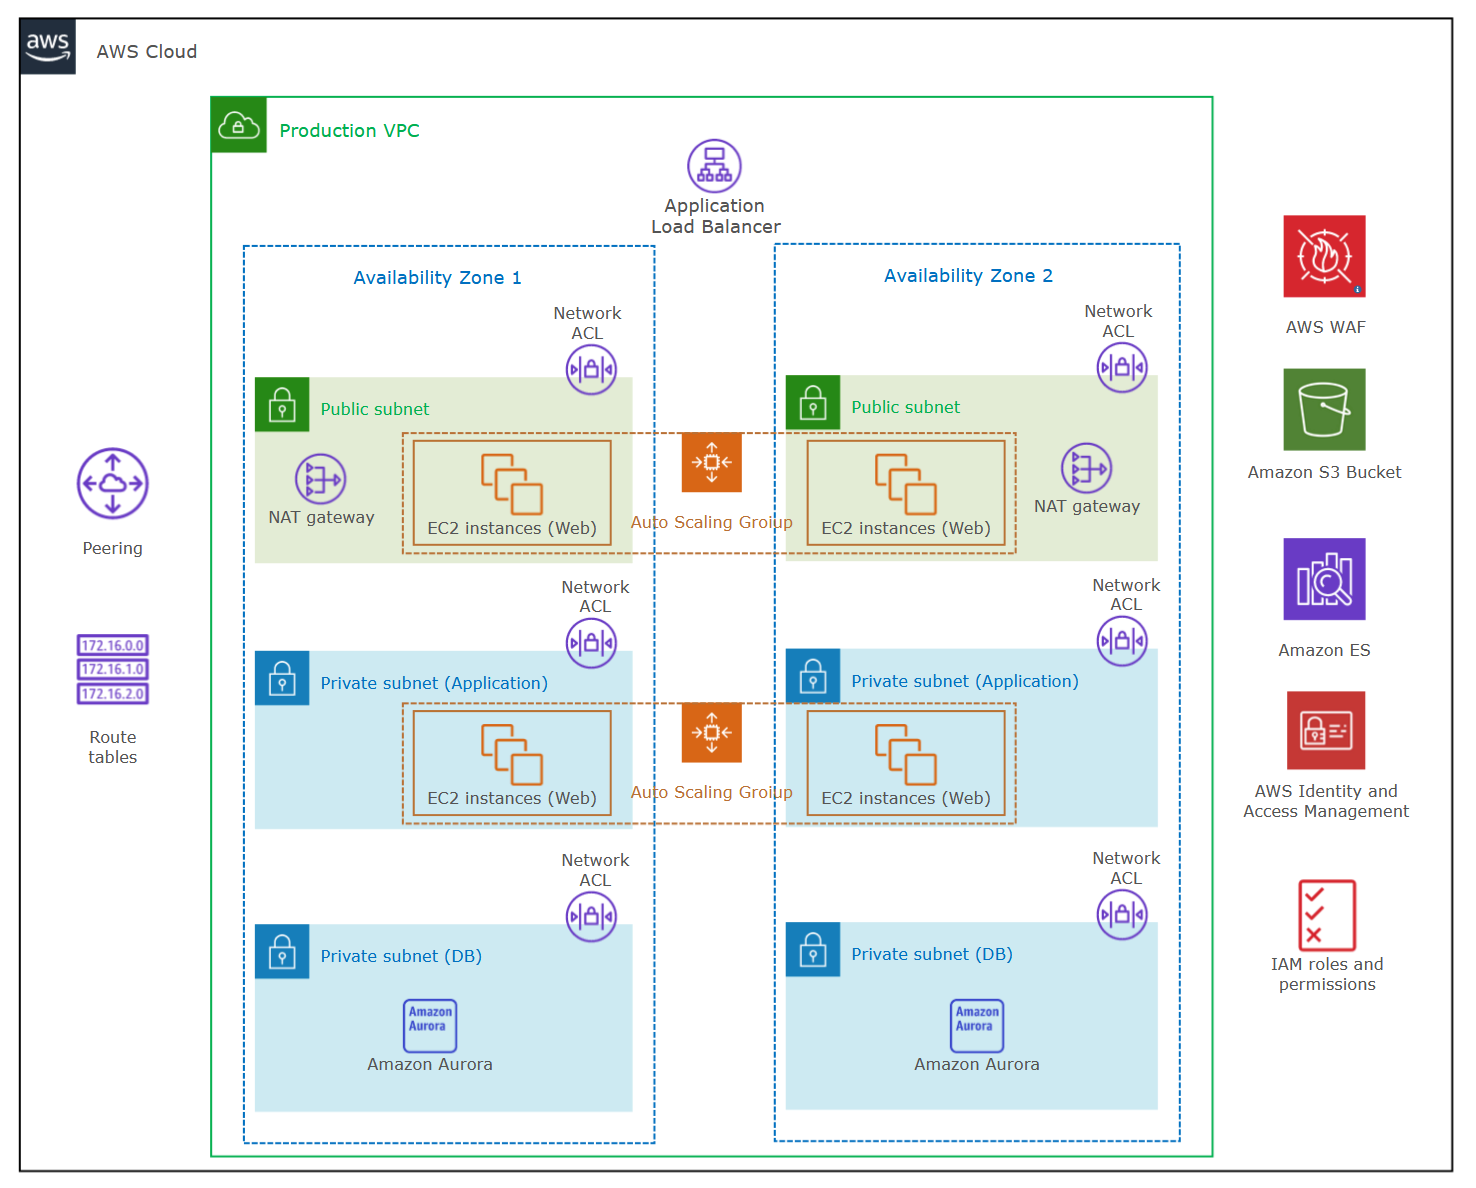 aws
AWS Cloud
Production VPC
Application
Load Balancer
Availability Zone 1
Availability Zone 2
Network
ACL
Network
ACL
Public subnet
Public subnet
NAT gateway
EC2 instances (Web)
Auto Scaling Groiup
EC2 instances (Web)
NAT gateway
Network
ACL
Network
ACL
Private subnet (Application)
Private subnet (Application)
EC2 instances (Web)
Auto Scaling Groiup
EC2 instances (Web)
Network
ACL
Network
ACL
Private subnet (DB)
Private subnet (DB)
Amazon
Aurora
Amazon Aurora
Amazon
Aurora
Amazon Aurora
Peering
172.16.0.0
172.16.1.0
172.16.2.0
Route
tables
AWS WAF
Amazon S3 Bucket
Amazon ES
AWS Identity and
Access Management
IAM roles and
permissions